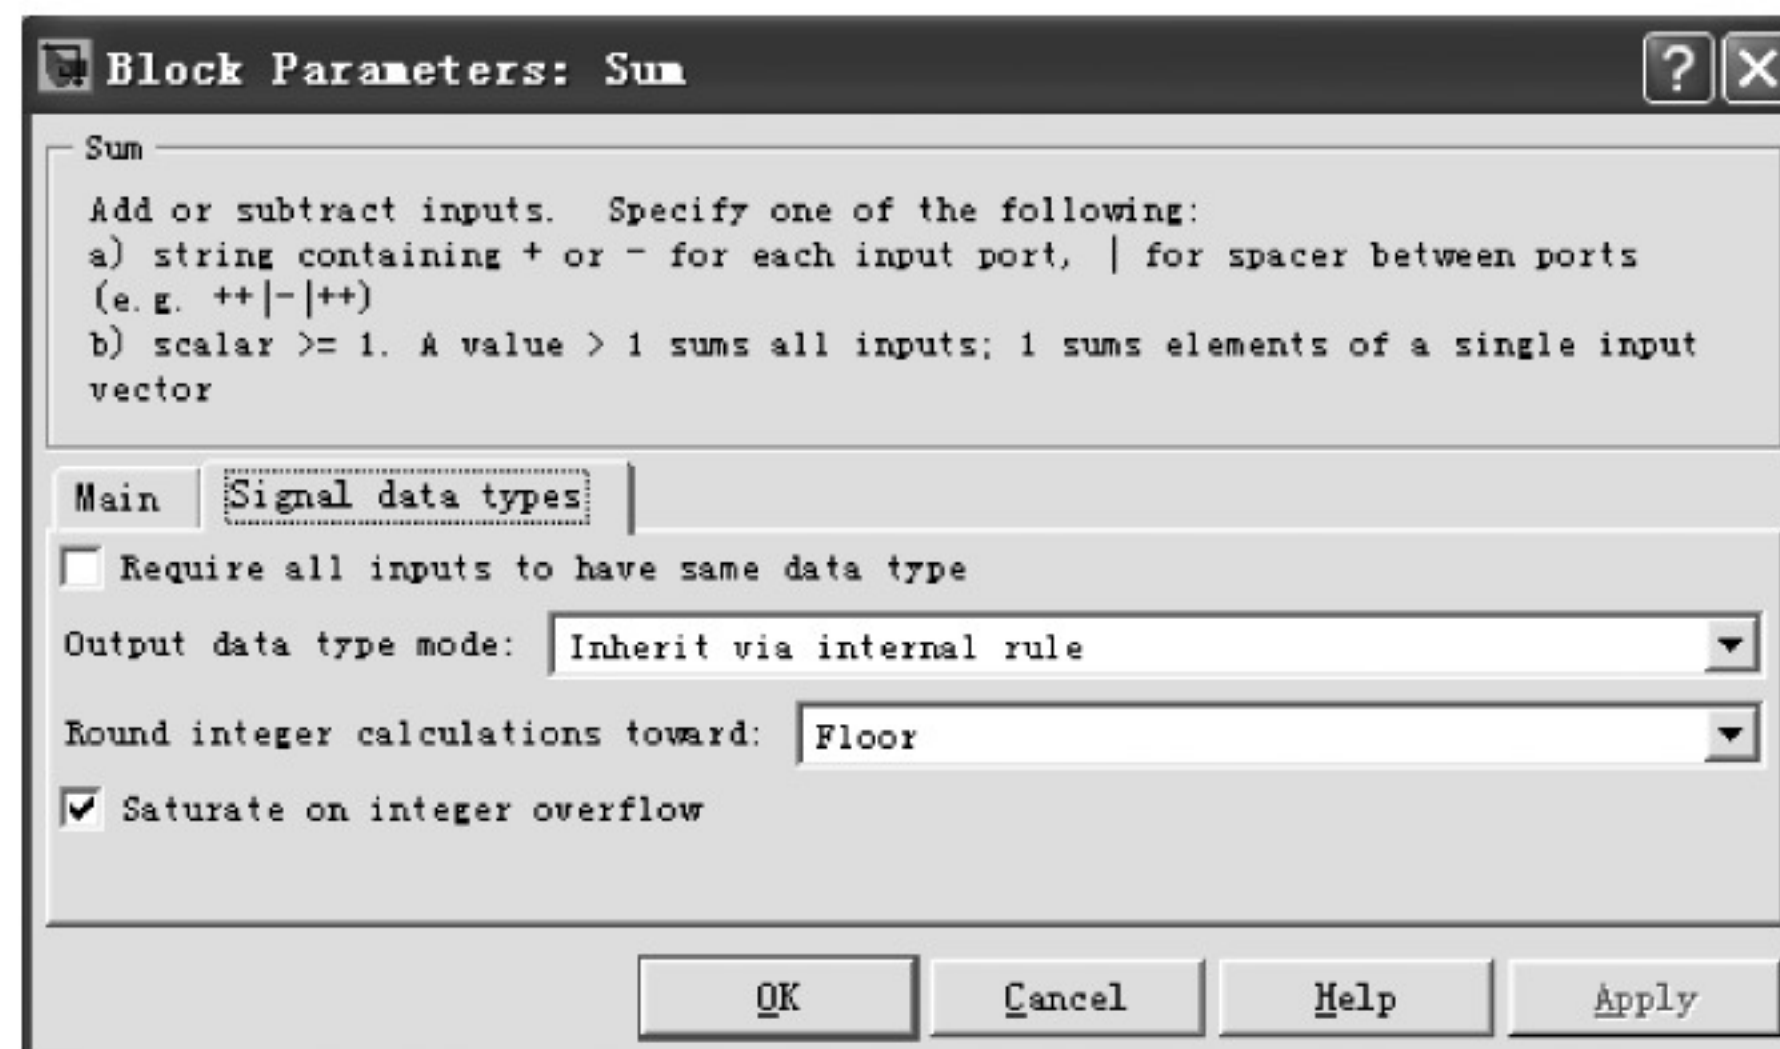 Block Parameters: Sum
Sum
Add or subtract inputs. Specify one of the following:
a) string containing + or - for each input port, | for spacer between ports
(e.g. ++|-|++)
b) scalar >= 1. A value > 1 sums all inputs; 1 sums elements of a single input
vector
Main Signal data types
Require all inputs to have same data type
Output data type mode: Inherit via internal rule
Round integer calculations toward: Floor
Saturate on integer overflow
OK Cancel Help Apply